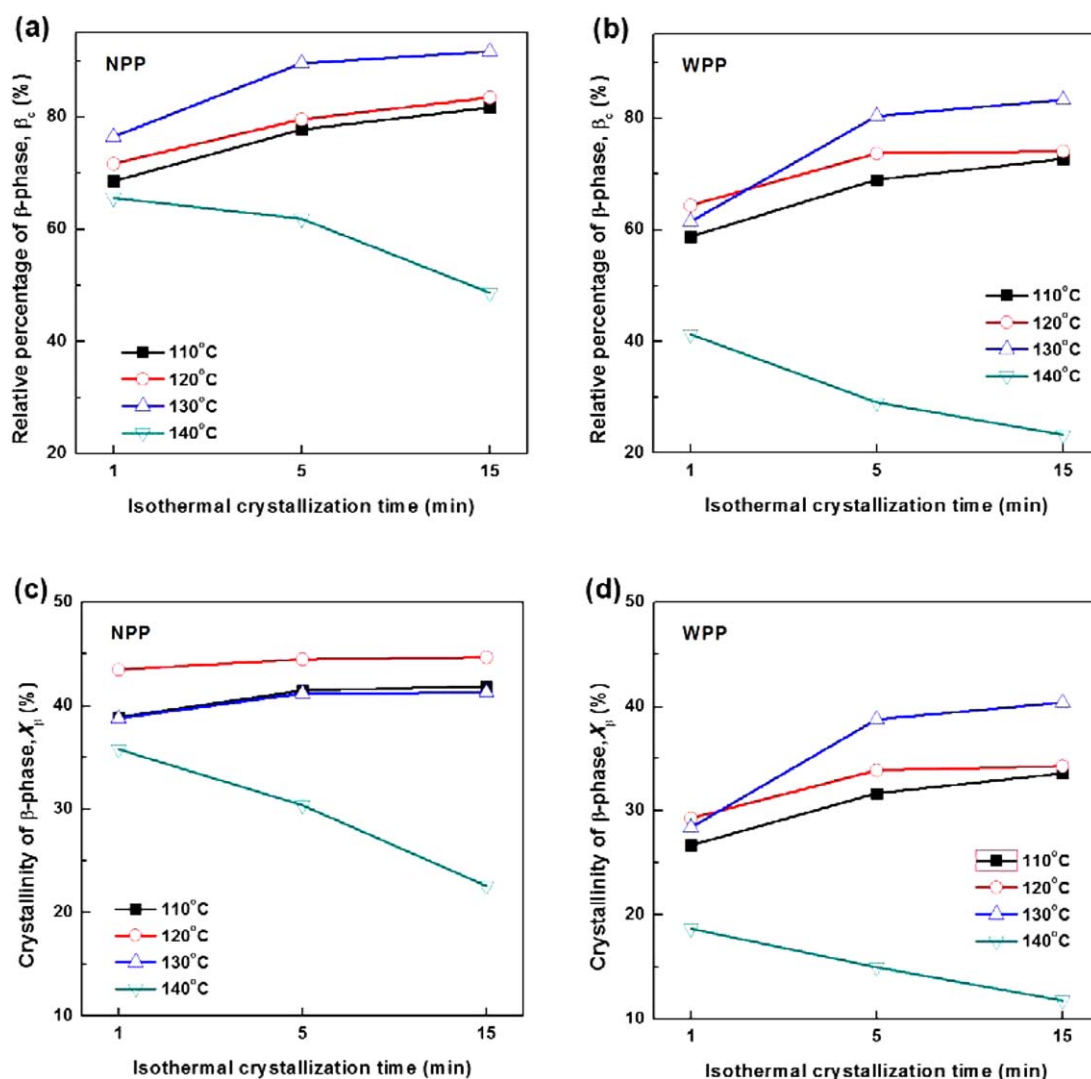 (a)
NPP
Relative percentage of β-phase, β_c (%)
80
60
40
20
110°C
120°C
130°C
140°C
1
5
15
Isothermal crystallization time (min)
(b)
WPP
Relative percentage of β-phase, β_c (%)
80
60
40
20
110°C
120°C
130°C
140°C
1
5
15
Isothermal crystallization time (min)
(c)
NPP
Crystallinity of β-phase,X_β (%)
50
40
30
20
10
110°C
120°C
130°C
140°C
1
5
15
Isothermal crystallization time (min)
(d)
WPP
Crystallinity of β-phase,X_β (%)
50
40
30
20
10
110°C
120°C
130°C
140°C
1
5
15
Isothermal crystallization time (min)